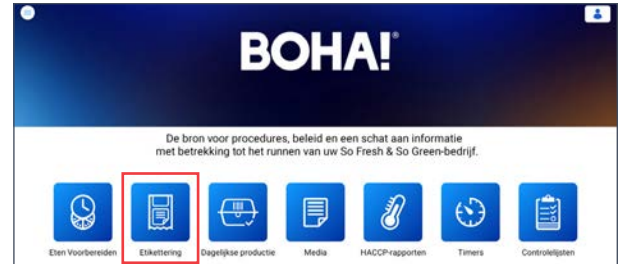 BOHA!®
De bron voor procedures, beleid en een schat aan informatie
met betrekking tot het runnen van uw So Fresh & So Green-bedrijf.
Eten Voorbereiden
Etikettering
Dagelijkse productie
Media
HACCP-rapporten
Timers
Controlelijsten